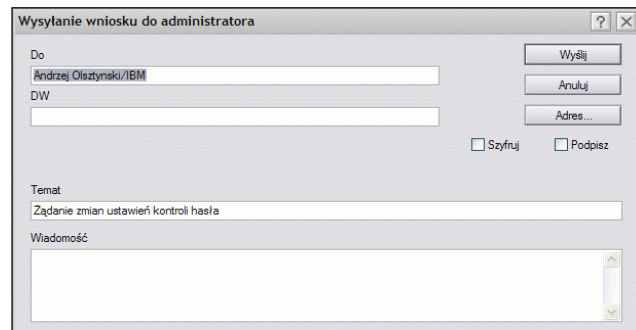 Wysyłanie wniosku do administratora
Do
Wyślij
Andrzej Olsztynski/IBM
Anuluj
DW
Adres...
Szyfruj
Podpisz
Temat
Żądanie zmian ustawień kontroli hasła
Wiadomość